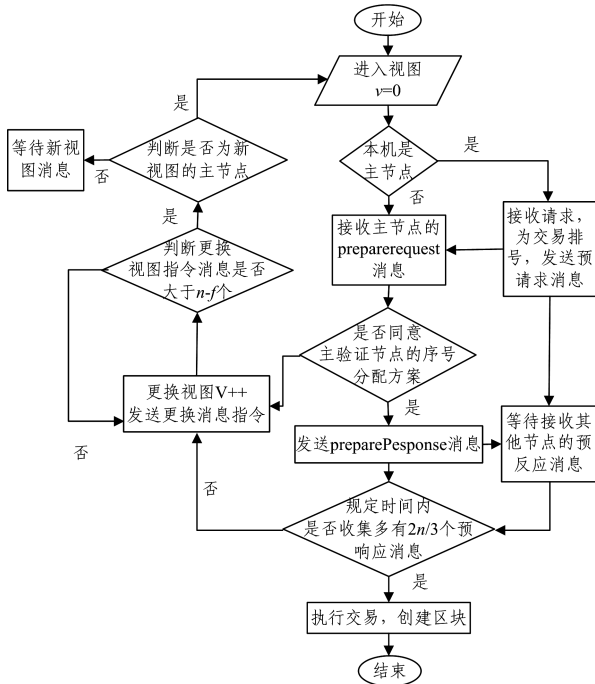 开始
进入视图
v=0
是
等待新视
图消息
否
判断是否为新
视图的主节点
本机是
主节点
是
否
是
接收主节点的
preparerequest
消息
接收请求，
为交易排
号，发送预
请求消息
判断更换
视图指令消息是否
大于n-f个
是否同意
主验证节点的序号
分配方案
更换视图V++
发送更换消息指令
是
等待接收其
他节点的预
反应消息
否
发送preparePesponse消息
否
规定时间内
是否收集多有2n/3个预
响应消息
是
执行交易，创建区块
结束